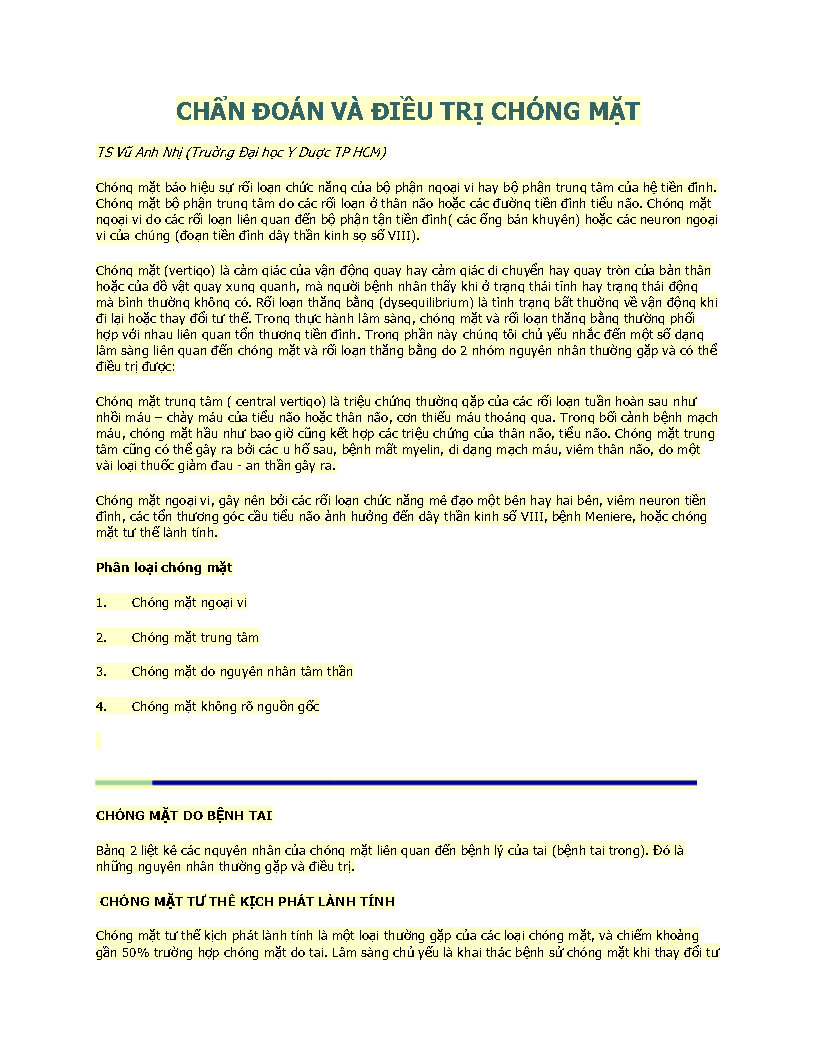 CHẨN ĐOÁN VÀ ĐIỀU TRỊ CHÓNG MẶT
TS Vũ Anh Nhị (Trường Đại học Y Dược TP HCM)
Chóng mặt báo hiệu sự rối loạn chức năng của bộ phận ngoại vi hay bộ phận trung tâm của hệ tiền đình.
Chóng mặt bộ phận trung tâm do các rối loạn ở thân não hoặc các đường tiền đình tiểu não. Chóng mặt
ngoại vi do các rối loạn liên quan đến bộ phận tận tiền đình( các ống bán khuyên) hoặc các neuron ngoại
vi của chúng (đoạn tiền đình dây thần kinh sọ số VIII).
Chóng mặt (vertigo) là cảm giác của vận động quay hay cảm giác di chuyển hay quay tròn của bản thân
hoặc của đồ vật quay xung quanh, mà người bệnh nhân thấy khi ở trạng thái tĩnh hay trạng thái động
mà bình thường không có. Rối loạn thăng bằng (dysequilibrium) là tình trạng bất thường về vận động khi
đi lại hoặc thay đổi tư thế. Trong thực hành lâm sàng, chóng mặt và rối loạn thăng bằng thường phối
hợp với nhau liên quan tổn thương tiền đình. Trong phần này chúng tôi chủ yếu nhắc đến một số dạng
lâm sàng liên quan đến chóng mặt và rối loạn thăng bằng do 2 nhóm nguyên nhân thường gặp và có thể
điều trị được:
Chóng mặt trung tâm ( central vertigo) là triệu chứng thường gặp của các rối loạn tuần hoàn sau như
nhồi máu – chảy máu của tiểu não hoặc thân não, cơn thiếu máu thoáng qua. Trong bối cảnh bệnh mạch
máu, chóng mặt hầu như bao giờ cũng kết hợp các triệu chứng của thân não, tiểu não. Chóng mặt trung
tâm cũng có thể gây ra bởi các u hố sau, bệnh mất myelin, dị dạng mạch máu, viêm thân não, do một
vài loại thuốc giảm đau - an thần gây ra.
Chóng mặt ngoại vi, gây nên bởi các rối loạn chức năng mê đạo một bên hay hai bên, viêm neuron tiền
đình, các tổn thương góc cầu tiểu não ảnh hưởng đến dây thần kinh số VIII, bệnh Meniere, hoặc chóng
mặt tư thế lành tính.
Phân loại chóng mặt
1. Chóng mặt ngoại vi
2. Chóng mặt trung tâm
3. Chóng mặt do nguyên nhân tâm thần
4. Chóng mặt không rõ nguồn gốc
CHÓNG MẶT DO BỆNH TAI
Bảng 2 liệt kê các nguyên nhân của chóng mặt liên quan đến bệnh lý của tai (bệnh tai trong). Đó là
những nguyên nhân thường gặp và điều trị.
CHÓNG MẶT TƯ THẾ KỊCH PHÁT LÀNH TÍNH
Chóng mặt tư thế kịch phát lành tính là một loại thường gặp của các loại chóng mặt, và chiếm khoảng
gần 50% trường hợp chóng mặt do tai. Lâm sàng chủ yếu là khai thác bệnh sử chóng mặt khi thay đổi tư